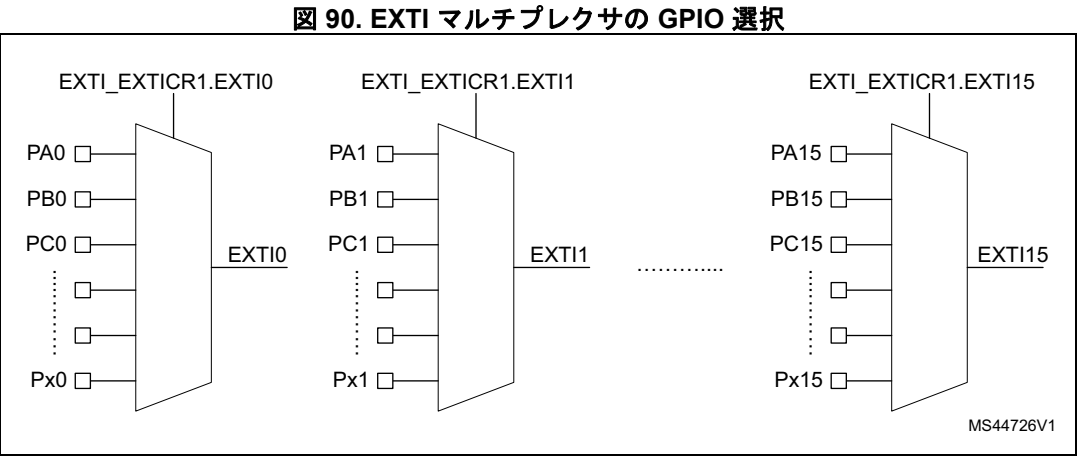 図 90. EXTI マルチプレクサの GPIO 選択
EXTI_EXTICR1.EXTI0
EXTI_EXTICR1.EXTI1
EXTI_EXTICR1.EXTI15
PA0
PB0
PC0
Px0
EXTI0
PA1
PB1
PC1
Px1
EXTI1
............
PA15
PB15
PC15
Px15
EXTI15
MS44726V1